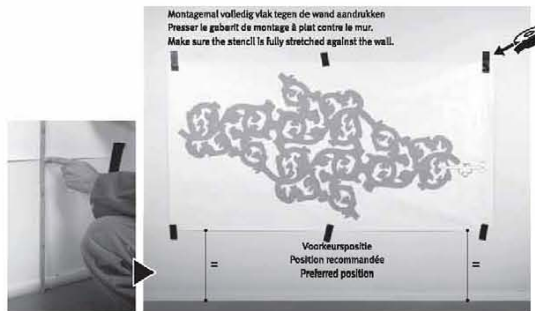 Montagemal volledig vlak tegen de wand aandrukken
Presser le gabarit de montage à plat contre le mur.
Make sure the stencil is fully stretched against the wall.
Voorkeurspositie
Position recommandée
Preferred position
=
=